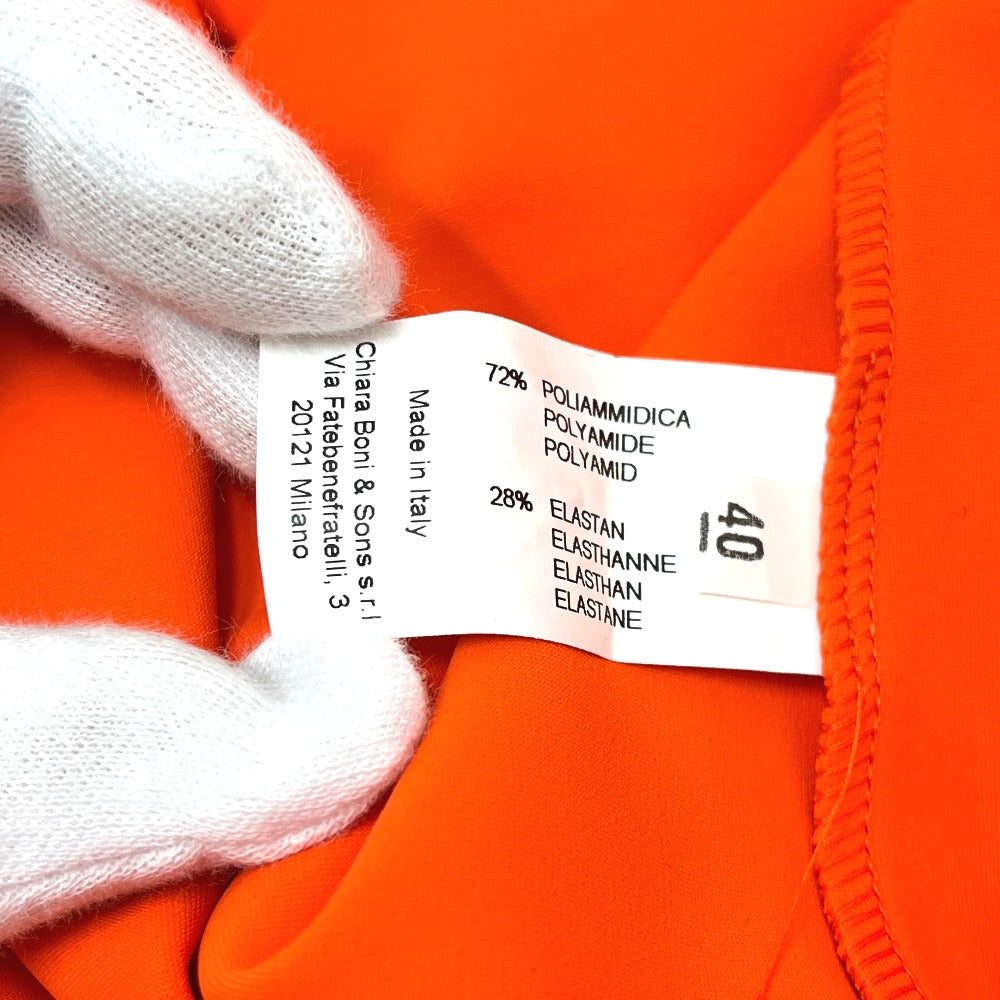 72% POLIAMMIDICA
POLYAMIDE
POLYAMID
28% ELASTAN
ELASTHANNE
ELASTHAN
ELASTANE
40
Made in Italy
Chiara Boni & Sons s.r.l
Via Fatebenefratelli, 3
20121 Milano